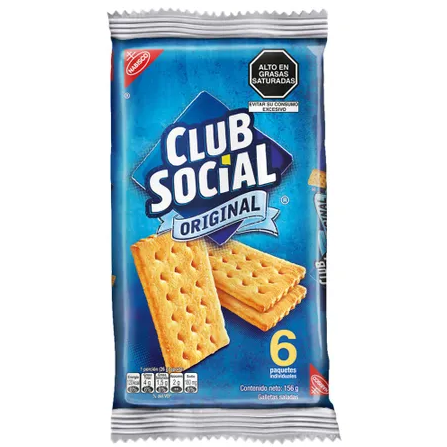 NABISCO
ALTO EN
GRASAS
SATURADAS
EVITAR SU CONSUMO
EXCESIVO
CLUB
SOCIAL
ORIGINAL
®
6
paquetes
individuales
Contenido neto: 156 g
Galletas saladas